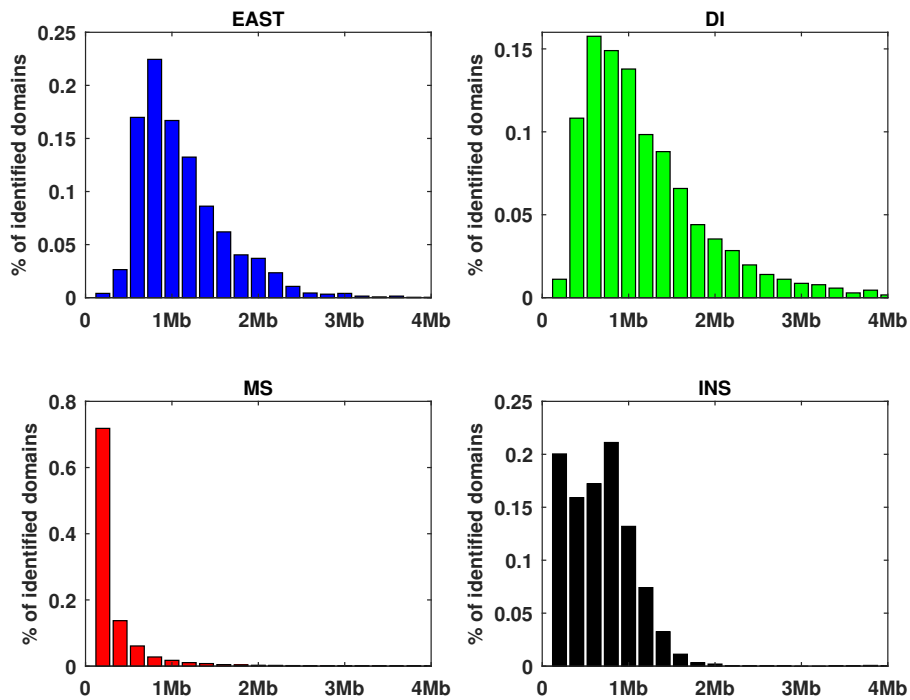 EAST
% of identified domains
0.25
0.2
0.15
0.1
0.05
0
0 1Mb 2Mb 3Mb 4Mb
DI
% of identified domains
0.15
0.1
0.05
0
0 1Mb 2Mb 3Mb 4Mb
MS
% of identified domains
0.8
0.6
0.4
0.2
0
0 1Mb 2Mb 3Mb 4Mb
INS
% of identified domains
0.25
0.2
0.15
0.1
0.05
0
0 1Mb 2Mb 3Mb 4Mb